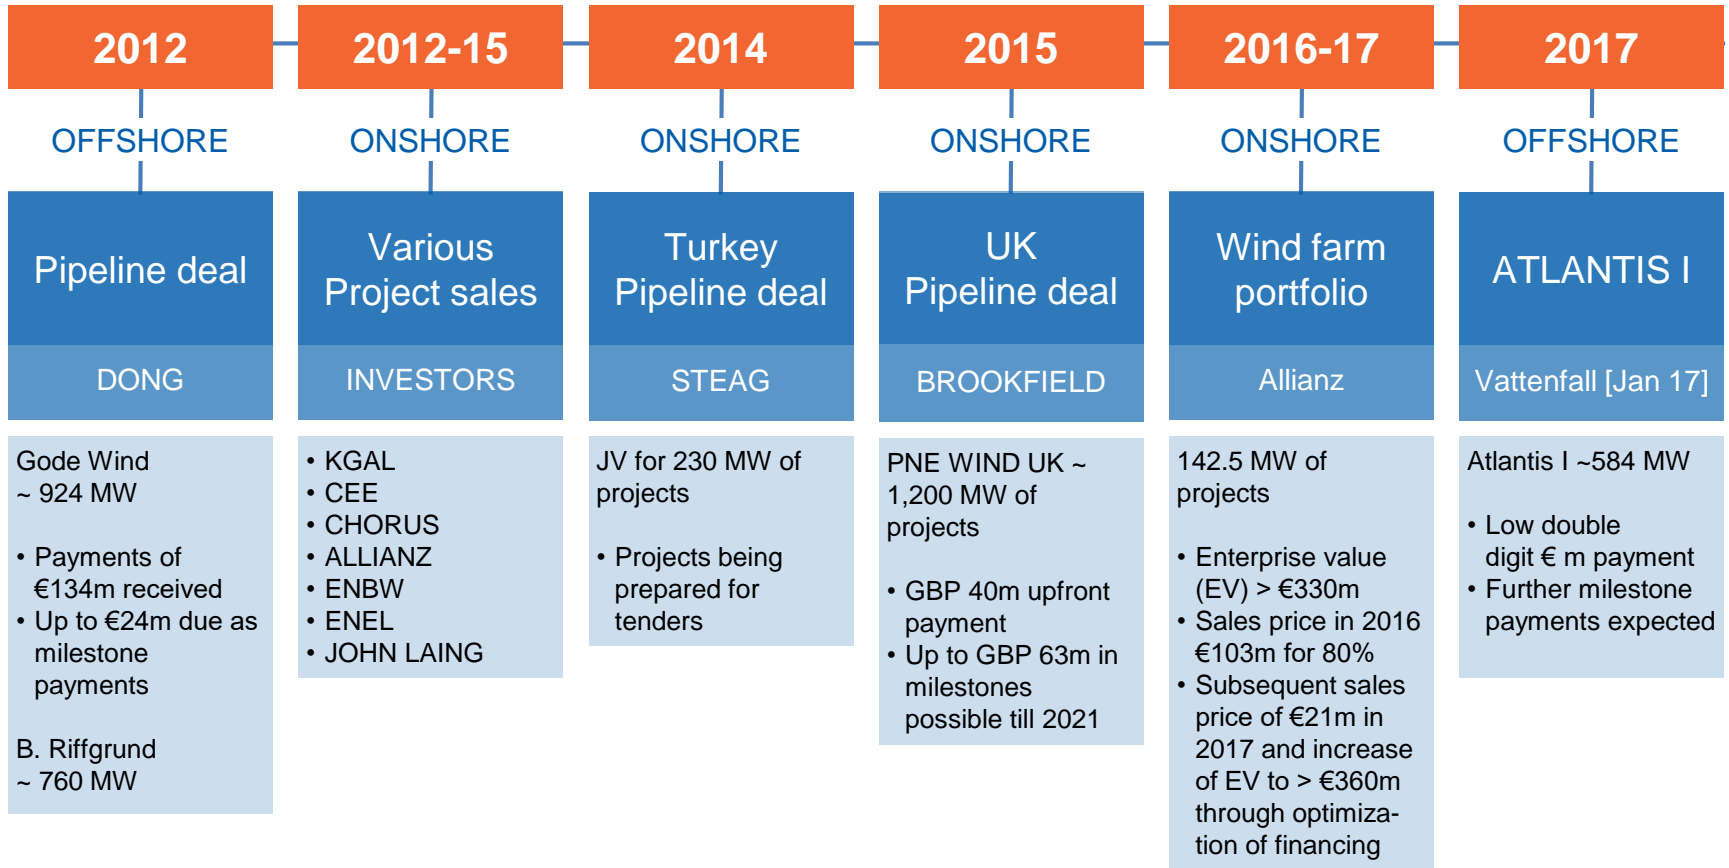 2012
OFFSHORE
Pipeline deal
DONG
Gode Wind
~ 924 MW
• Payments of
€134m received
• Up to €24m due as
milestone
payments
B. Riffgrund
~ 760 MW
2012-15
ONSHORE
Various
Project sales
INVESTORS
• KGAL
• CEE
• CHORUS
• ALLIANZ
• ENBW
• ENEL
• JOHN LAING
2014
ONSHORE
Turkey
Pipeline deal
STEAG
JV for 230 MW of
projects
• Projects being
prepared for
tenders
2015
ONSHORE
UK
Pipeline deal
BROOKFIELD
PNE WIND UK ~
1,200 MW of
projects
• GBP 40m upfront
payment
• Up to GBP 63m in
milestones
possible till 2021
2016-17
ONSHORE
Wind farm
portfolio
Allianz
142.5 MW of
projects
• Enterprise value
(EV) > €330m
• Sales price in 2016
€103m for 80%
• Subsequent sales
price of €21m in
2017 and increase
of EV to > €360m
through optimiza-
tion of financing
2017
OFFSHORE
ATLANTIS I
Vattenfall [Jan 17]
Atlantis I ~584 MW
• Low double
digit € m payment
• Further milestone
payments expected